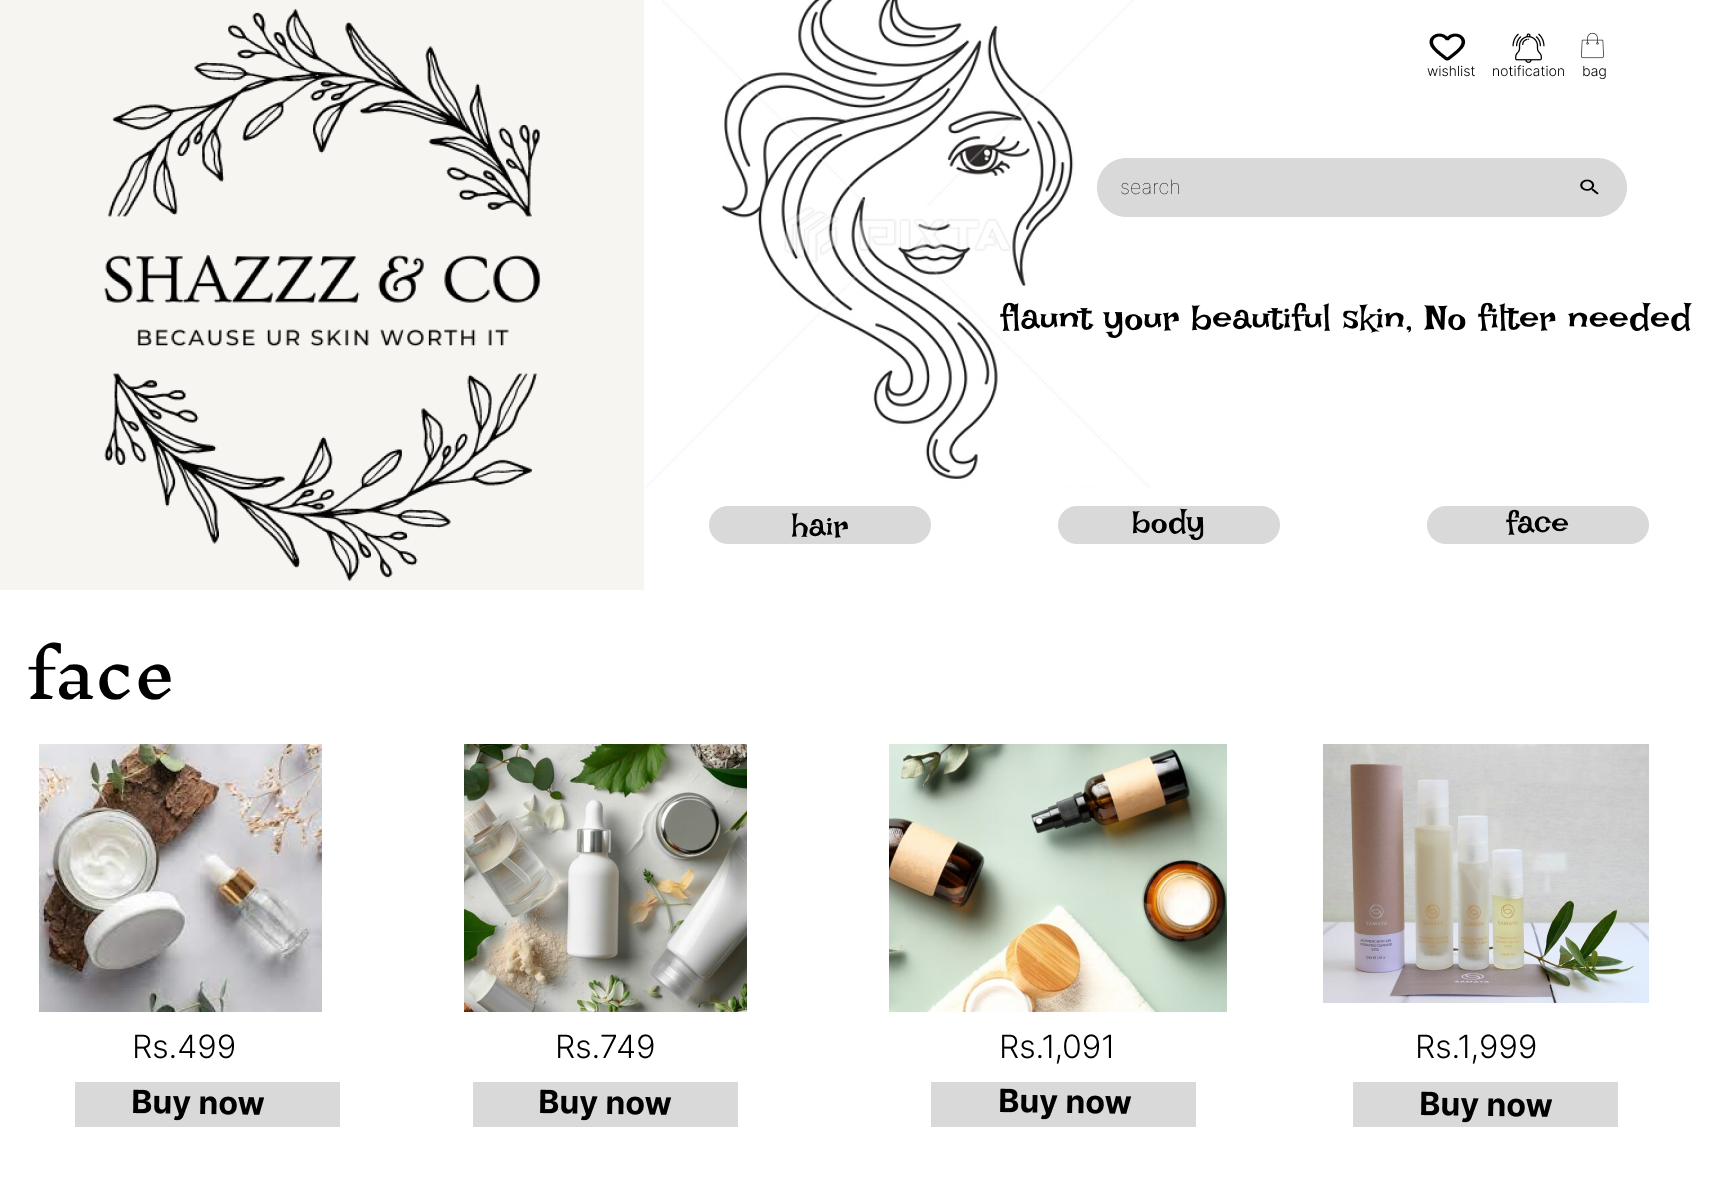 SHAZZZ & CO
BECAUSE UR SKIN WORTH IT
wishlist
notification
bag
search
PIXTA
flaunt your beautiful skin, No filter needed
hair
body
face
face
Rs.499
Rs.749
Rs.1,091
Rs.1,999
Buy now
Buy now
Buy now
Buy now